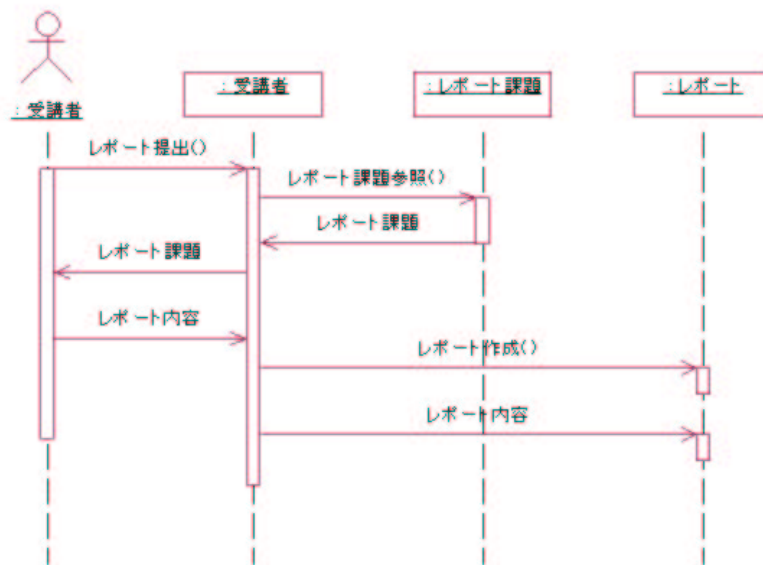 : 受講者
: 受講者
: レポート課題
: レポート
レポート提出()
レポート課題参照()
レポート課題
レポート課題
レポート内容
レポート作成()
レポート内容